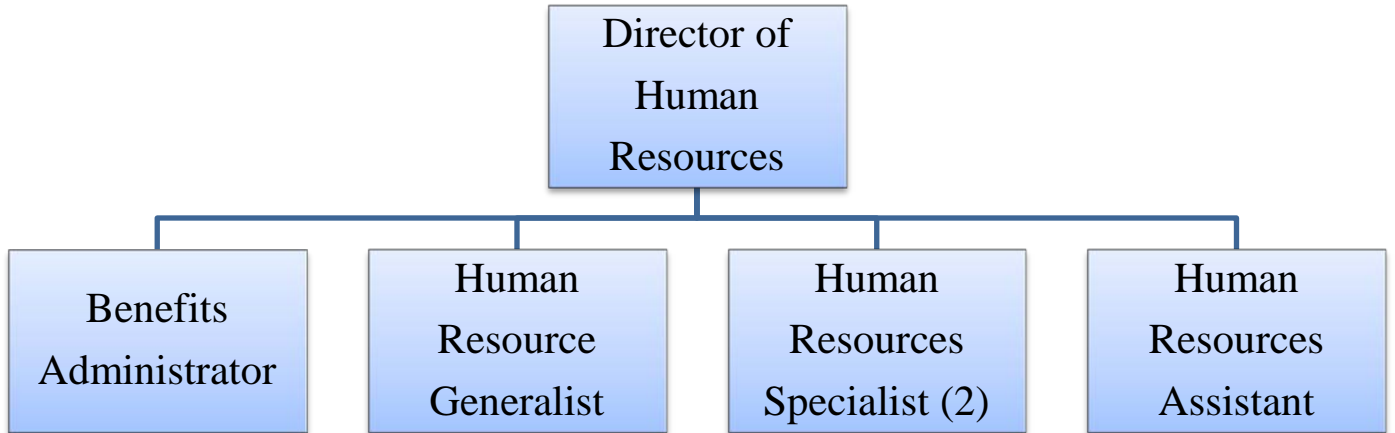 Director of
Human
Resources
Benefits
Administrator
Human
Resource
Generalist
Human
Resources
Specialist (2)
Human
Resources
Assistant